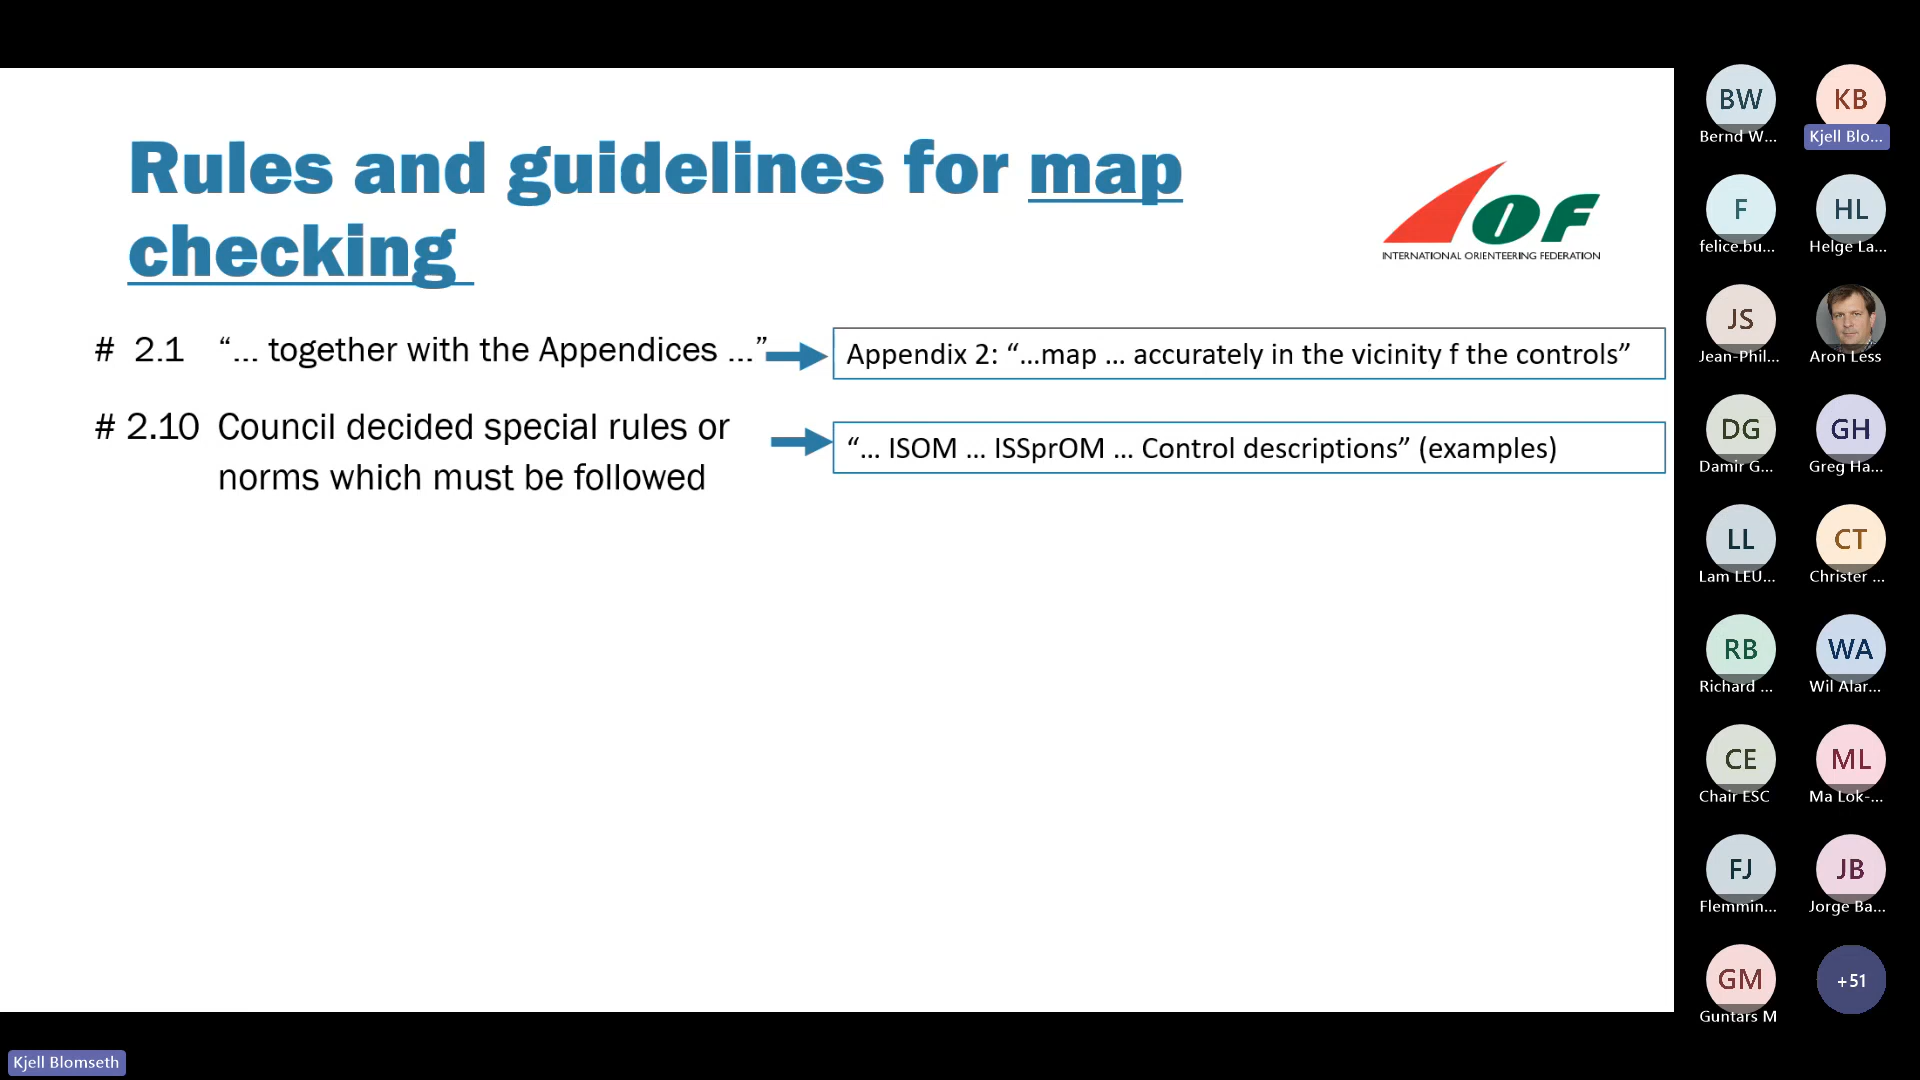 Rules and guidelines for map
checking
IOF
INTERNATIONAL ORIENTEERING FEDERATION
# 2.1 “... together with the Appendices ...”
Appendix 2: “...map ... accurately in the vicinity f the controls”
# 2.10 Council decided special rules or
norms which must be followed
“... ISOM ... ISSprOM ... Control descriptions” (examples)
BW
Bernd W...
KB
Kjell Blo...
F
felice.bu...
HL
Helge La...
JS
Jean-Phil...
Aron Less
DG
Damir G...
GH
Greg Ha...
LL
Lam LEU...
CT
Christer ...
RB
Richard ...
WA
Wil Alar...
CE
Chair ESC
ML
Ma Lok-...
FJ
Flemmin...
JB
Jorge Ba...
GM
Guntars M
+51
Kjell Blomseth